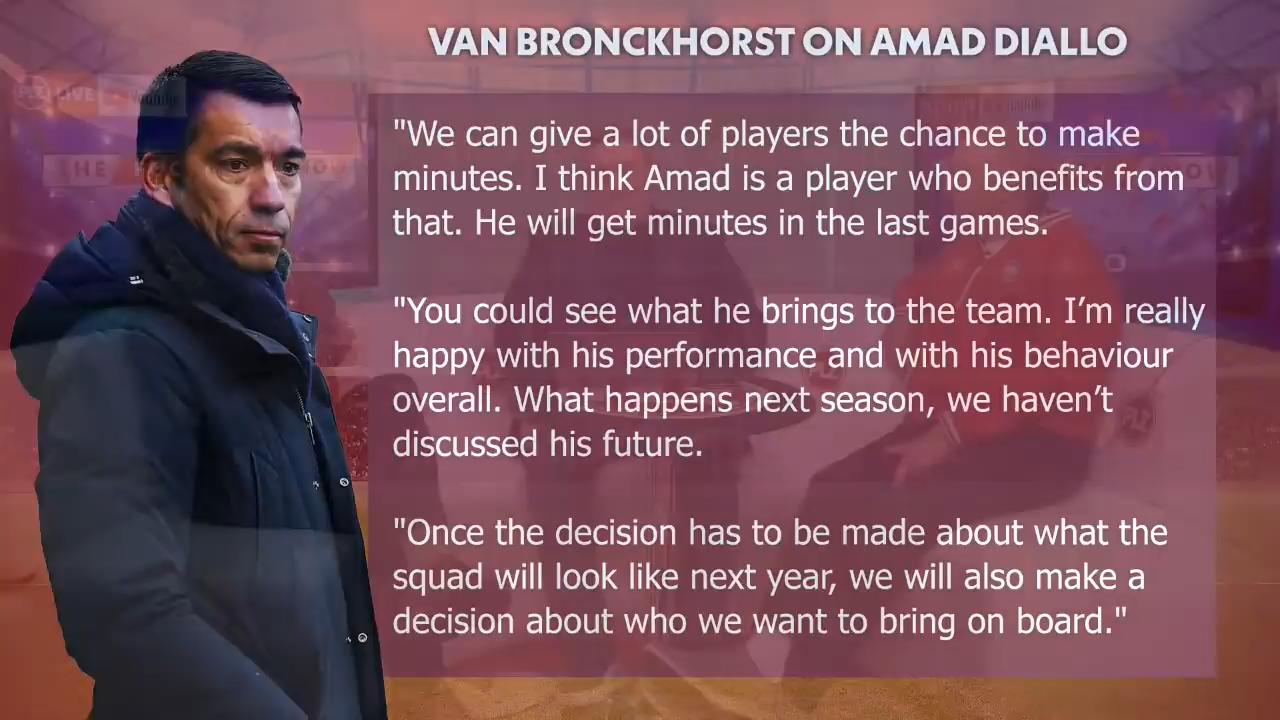 VAN BRONCKHORST ON AMAD DIALLO
"We can give a lot of players the chance to make
minutes. I think Amad is a player who benefits from
that. He will get minutes in the last games.
"You could see what he brings to the team. I’m really
happy with his performance and with his behaviour
overall. What happens next season, we haven’t
discussed his future.
"Once the decision has to be made about what the
squad will look like next year, we will also make a
decision about who we want to bring on board."
LIVE
THE